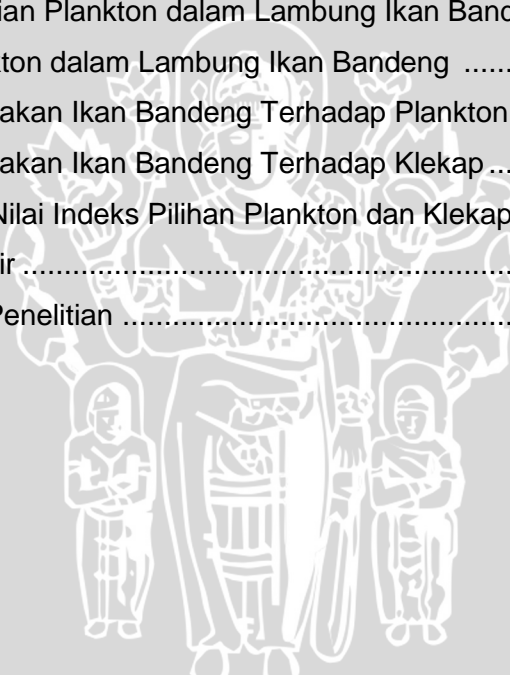 ian Plankton dalam Lambung Ikan Band
kton dalam Lambung Ikan Bandeng ......
akan Ikan Bandeng Terhadap Plankton
akan Ikan Bandeng Terhadap Klekap ...
Nilai Indeks Pilihan Plankton dan Klekap
ir ............................................................
Penelitian ................................................